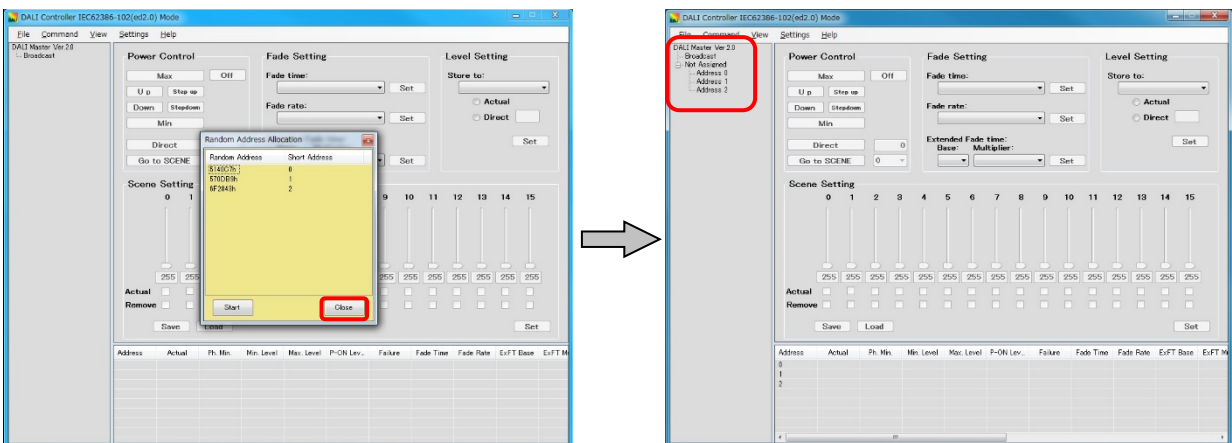 DALI Controller IEC62386-102(ed2.0) Mode
File Command View Settings Help
DALI Master Ver.2.0
Broadcast
Power Control
Fade Setting
Level Setting
Max Off
Fade time:
Store to:
Up Step up
Set
Down Stepdown
Fade rate:
Actual
Min
Set
Direct
Random Address Allocation
Direct
Set
Go to SCENE
Set
Random Address Short Address
5149C7h 0
570DB9h 1
6F2843h 2
Start Close
Scene Setting
0 1 9 10 11 12 13 14 15
255 255 255 255 255 255 255 255 255
Actual
Remove
Save Load Set
Address Actual Ph. Min. Min. Level Max. Level P-ON Lev... Failure Fade Time Fade Rate ExFT Base ExFT M
DALI Controller IEC62386-102(ed2.0) Mode
File Command View Settings Help
DALI Master Ver 2.0
Broadcast
Not Assigned
Address 0
Address 1
Address 2
Power Control
Fade Setting
Level Setting
Max Off
Fade time:
Store to:
Up Step up
Set
Down Stepdown
Fade rate:
Actual
Min
Set
Direct
Direct 0
Extended Fade time:
Base: Multiplier:
Set
Go to SCENE 0
Set
Scene Setting
0 1 2 3 4 5 6 7 8 9 10 11 12 13 14 15
255 255 255 255 255 255 255 255 255 255 255 255 255 255 255 255
Actual
Remove
Save Load Set
Address Actual Ph. Min. Min. Level Max. Level P-ON Lev... Failure Fade Time Fade Rate ExFT Base ExFT M
0
1
2